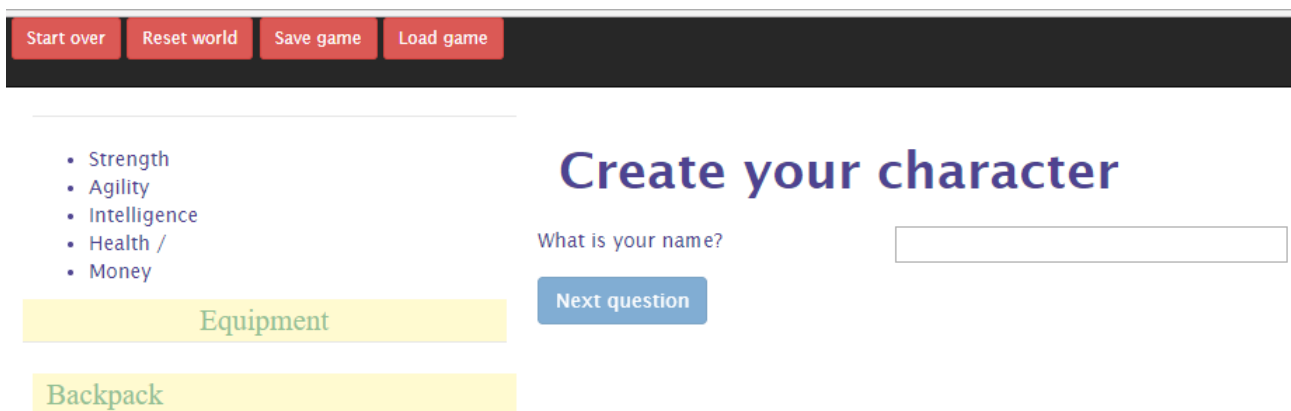 Start over Reset world Save game Load game
Strength
Agility
Intelligence
Health /
Money
Equipment
Backpack
Create your character
What is your name?
Next question